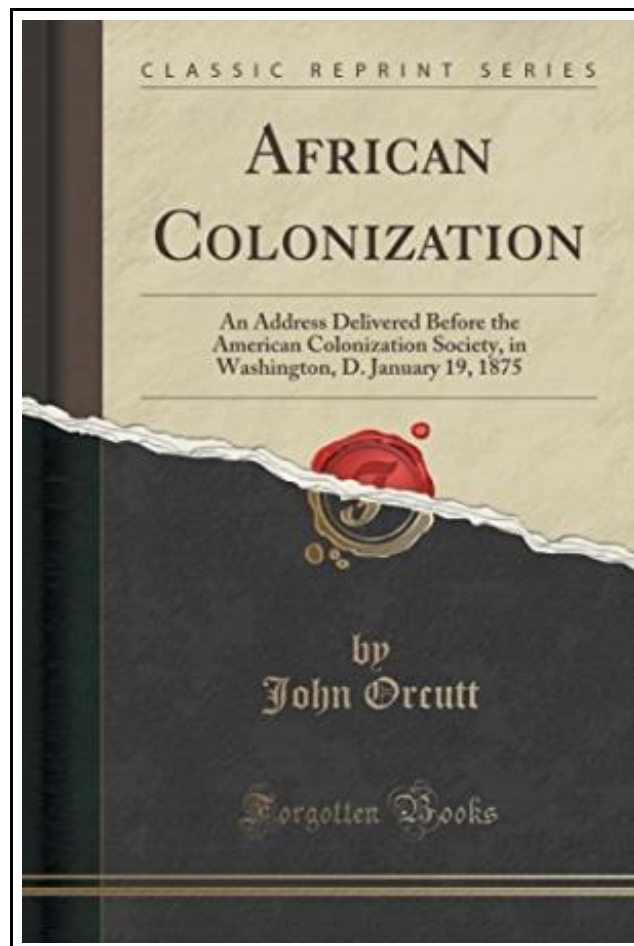 CLASSIC REPRINT SERIES
AFRICAN
COLONIZATION
An Address Delivered Before the
American Colonization Society, in
Washington, D. January 19, 1875
by
John Orcutt
Forgotten Books